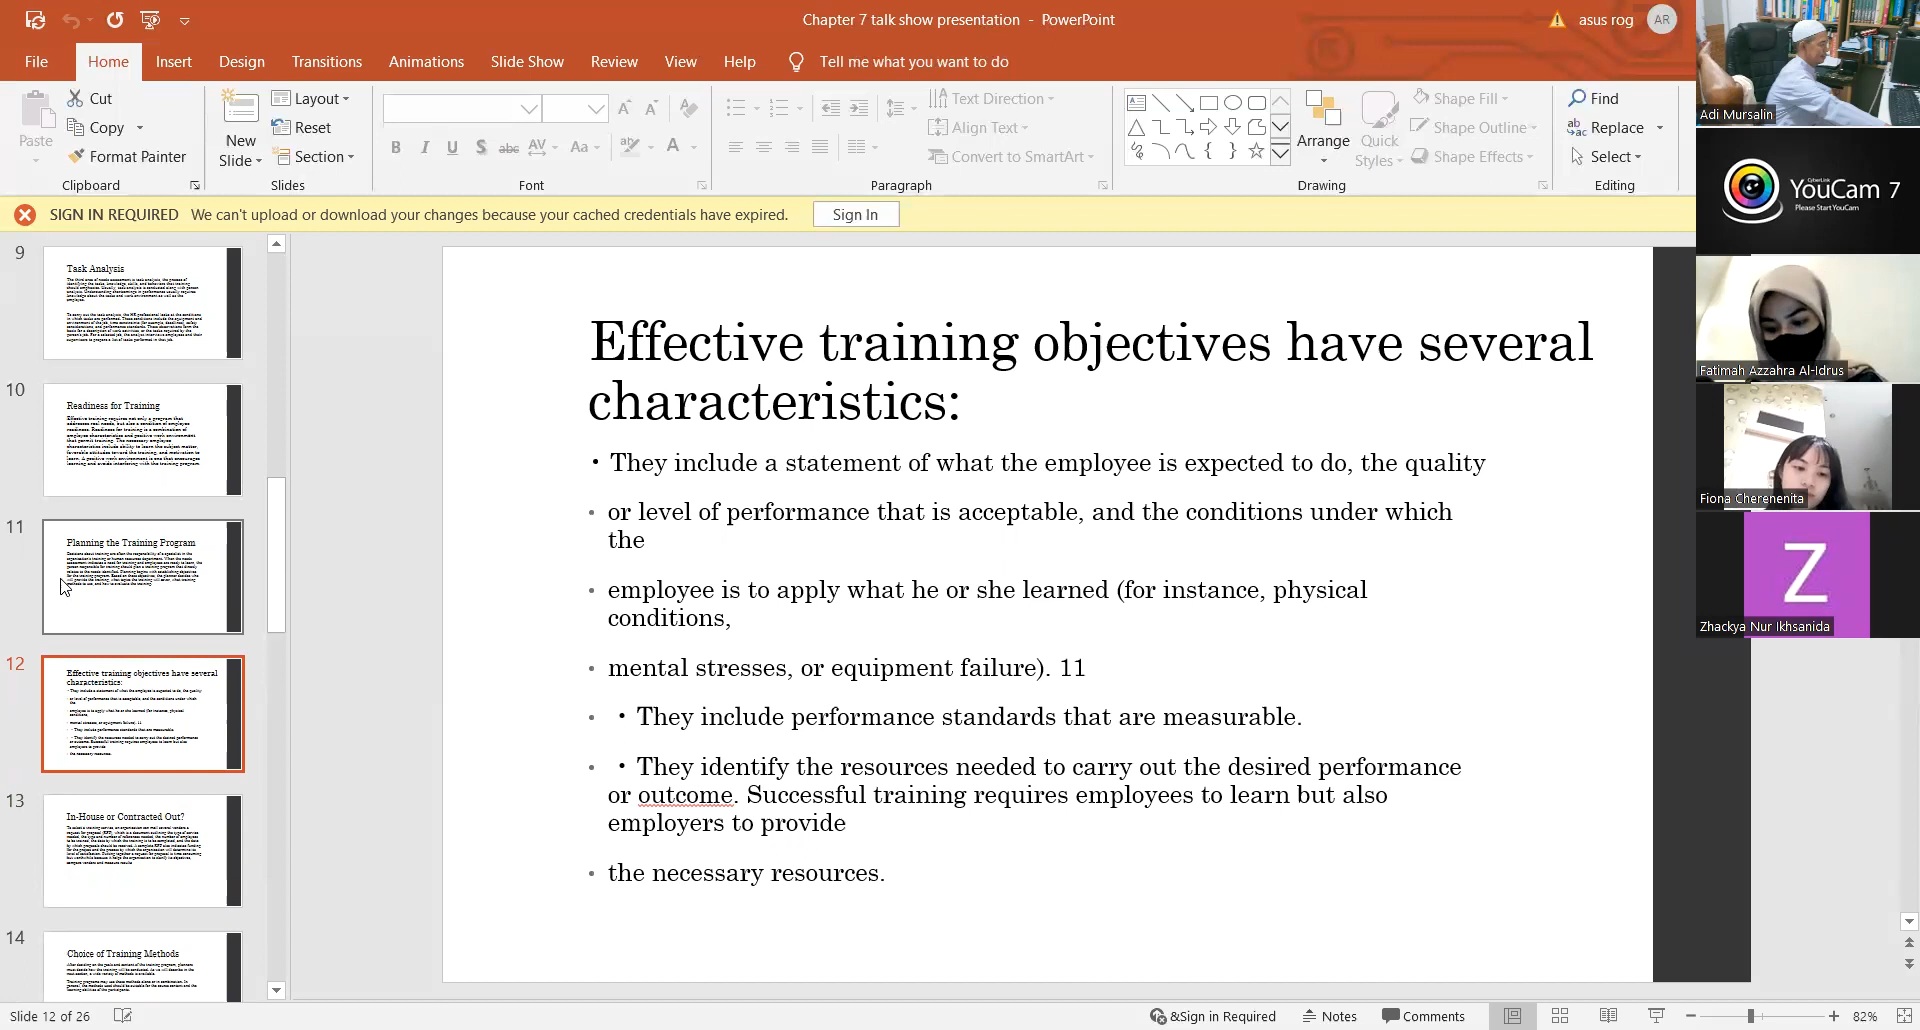 Chapter 7 talk show presentation - PowerPoint
asus rog
AR
File
Home
Insert
Design
Transitions
Animations
Slide Show
Review
View
Help
Tell me what you want to do
Paste
Cut
Copy
Format Painter
Clipboard
New
Slide
Layout
Reset
Section
Slides
Font
Text Direction
Align Text
Convert to SmartArt
Paragraph
Arrange
Quick
Styles
Shape Fill
Shape Outline
Shape Effects
Drawing
Find
Replace
Select
Editing
SIGN IN REQUIRED We can't upload or download your changes because your cached credentials have expired.
Sign In
9
Task Analysis
10
Readiness for Training
11
Planning the Training Program
12
Effective training objectives have several
characteristics:
13
In-House or Contracted Out?
14
Choice of Training Methods
Effective training objectives have several
characteristics:
• They include a statement of what the employee is expected to do, the quality
• or level of performance that is acceptable, and the conditions under which
the
• employee is to apply what he or she learned (for instance, physical
conditions,
• mental stresses, or equipment failure). 11
• • They include performance standards that are measurable.
• • They identify the resources needed to carry out the desired performance
or outcome. Successful training requires employees to learn but also
employers to provide
• the necessary resources.
Adi Mursalin
CyberLink
YouCam 7
Please Start YouCam
Fatimah Azzahra Al-Idrus
Fiona Cherenenita
Z
Zhackya Nur Ikhsanida
Slide 12 of 26
&Sign in Required
Notes
Comments
82%